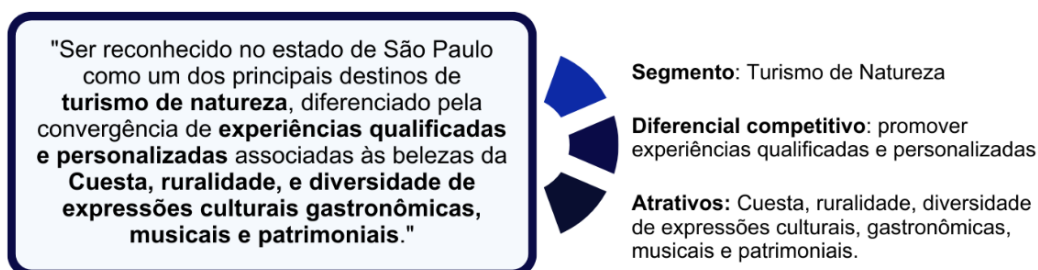 "Ser reconhecido no estado de São Paulo
como um dos principais destinos de
turismo de natureza, diferenciado pela
convergência de experiências qualificadas
e personalizadas associadas às belezas da
Cuesta, ruralidade, e diversidade de
expressões culturais gastronômicas,
musicais e patrimoniais."
Segmento: Turismo de Natureza
Diferencial competitivo: promover
experiências qualificadas e personalizadas
Atrativos: Cuesta, ruralidade, diversidade
de expressões culturais, gastronômicas,
musicais e patrimoniais.